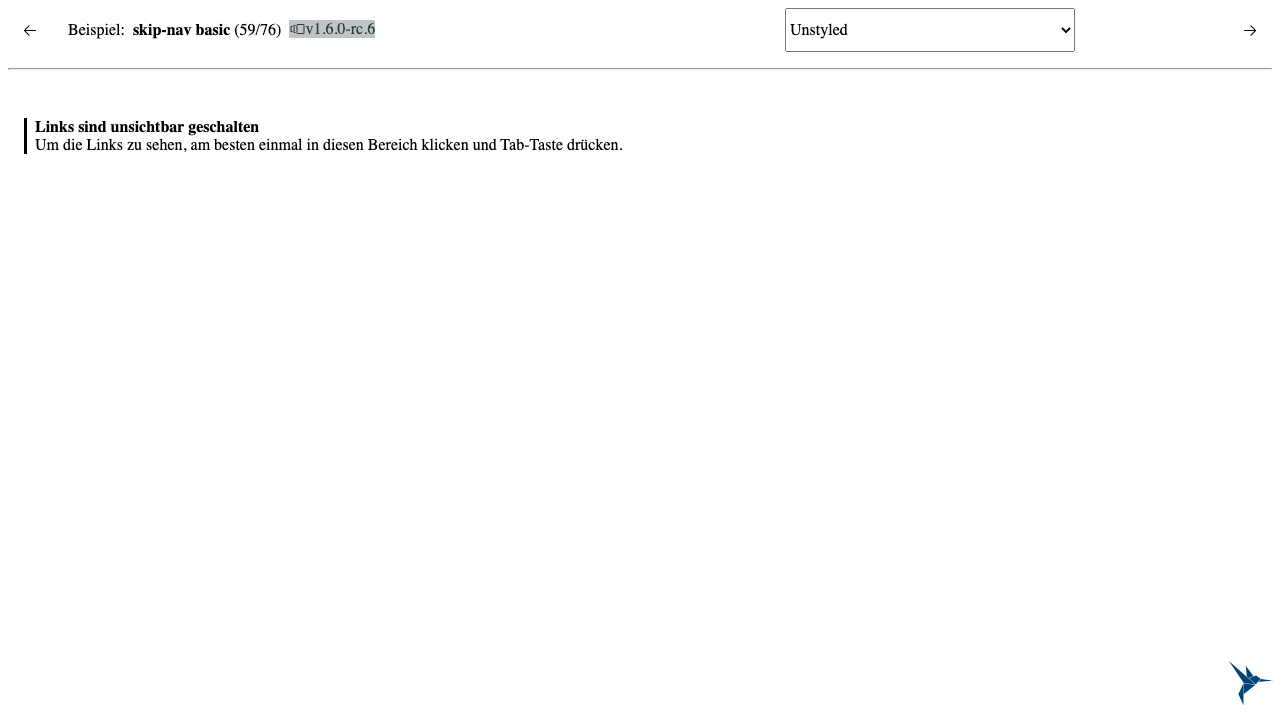 Beispiel: skip-nav basic (59/76) v1.6.0-rc.6
Unstyled
Links sind unsichtbar geschalten
Um die Links zu sehen, am besten einmal in diesen Bereich klicken und Tab-Taste drücken.